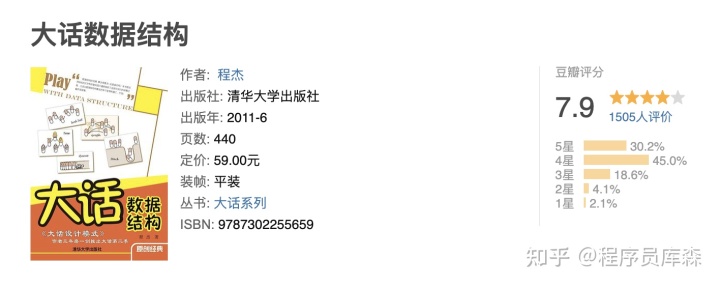 大话数据结构
Play“
WITH DATA STRUCTURE
大话
数据
结构
《大话设计模式》
清华大学出版社
原创经典
作者: 程杰
出版社: 清华大学出版社
出版年: 2011-6
页数: 440
定价: 59.00元
装帧: 平装
丛书: 大话系列
ISBN: 9787302255659
豆瓣评分
7.9
1505人评价
5星 30.2%
4星 45.0%
3星 18.6%
2星 4.1%
1星 2.1%
知乎 @程序员库森